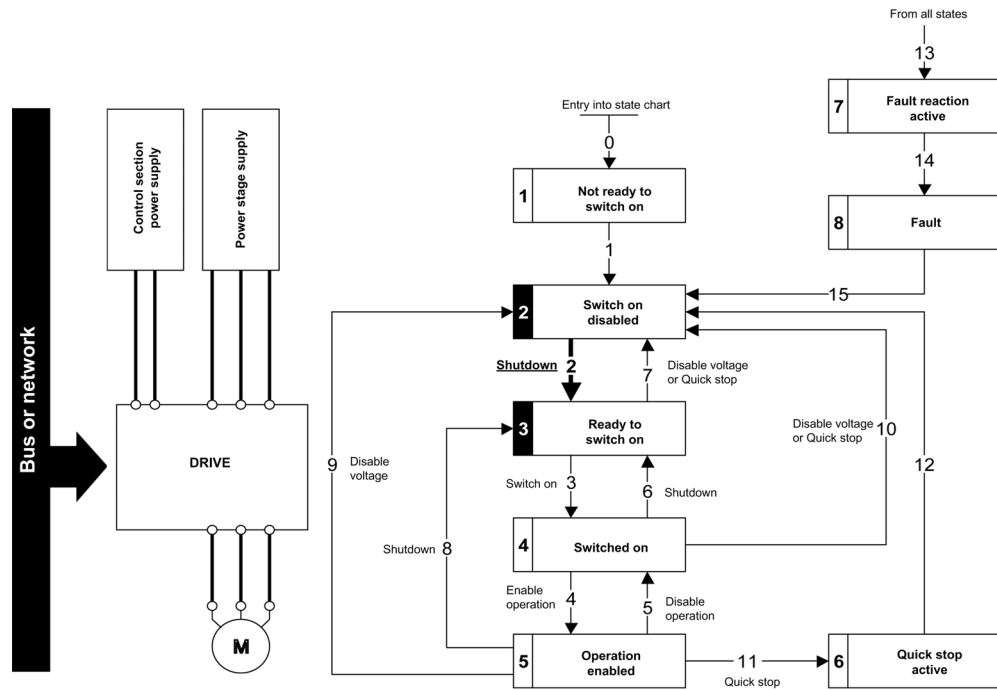 Bus or network
Control section
power supply
Power stage supply
DRIVE
M
Entry into state chart
0
1
Not ready to
switch on
1
2
Switch on
disabled
Shutdown 2
7
Disable voltage
or Quick stop
3
Ready to
switch on
Switch on 3
6 Shutdown
4
Switched on
Enable
operation 4
5 Disable
operation
5
Operation
enabled
9 Disable
voltage
Shutdown 8
11
Quick stop
6
Quick stop
active
Disable voltage
or Quick stop 10
12
From all states
13
7
Fault reaction
active
14
8
Fault
15